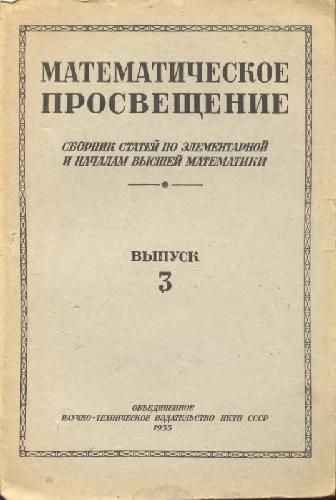 МАТЕМАТИЧЕСКОЕ
ПРОСВЕЩЕНИЕ
СБОРНИК СТАТЕЙ ПО ЭЛЕМЕНТАРНОЙ
И НАЧАЛАМ ВЫСШЕЙ МАТЕМАТИКИ
ВЫПУСК
3
ОБЪЕДИНЕННОЕ
НАУЧНО-ТЕХНИЧЕСКОЕ ИЗДАТЕЛЬСТВО НКТП СССР
1935